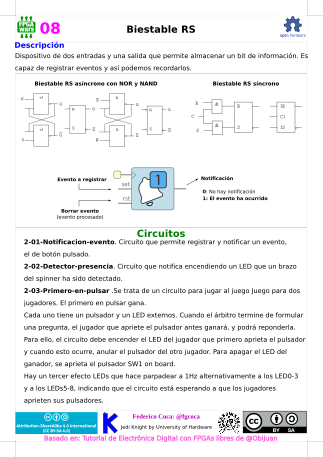 FPGA
wars
08
Biestable RS
open hardware
Descripción
Dispositivo de dos entradas y una salida que permite almacenar un bit de información. Es
capaz de registrar eventos y así podemos recordarlos.
Biestable RS asíncrono con NOR y NAND
Biestable RS síncrono
Evento a registrar
set
rst
1
Notificación
0: No hay notificación
1: El evento ha ocurrido
Borrar evento
(evento procesado)
Circuitos
2-01-Notificacion-evento. Circuito que permite registrar y notificar un evento,
el de botón pulsado.
2-02-Detector-presencia. Circuito que notifica encendiendo un LED que un brazo
del spinner ha sido detectado.
2-03-Primero-en-pulsar .Se trata de un circuito para jugar al juego Juego para dos
jugadores. El primero en pulsar gana.
Cada uno tiene un pulsador y un LED externos. Cuando el árbitro termine de formular
una pregunta, el jugador que apriete el pulsador antes ganará, y podrá reponderla.
Para ello, el circuito debe encender el LED del jugador que primero apriete el pulsador
y cuando esto ocurre, anular el pulsador del otro jugador. Para apagar el LED del
ganador, se aprieta el pulsador SW1 on board.
Hay un tercer efecto LEDs que hace parpadear a 1Hz alternativamente a los LED0-3
y a los LEDs5-8, indicando que el circuito está esperando a que los jugadores
aprieten sus pulsadores.
Attribution-ShareAlike 4.0 International
(CC BY-SA 4.0)
Federico Coca: @fgcoca
Jedi Knight by University of Hardware
cc
BY SA
Basado en: Tutorial de Electrónica Digital con FPGAs libres de @Obijuan